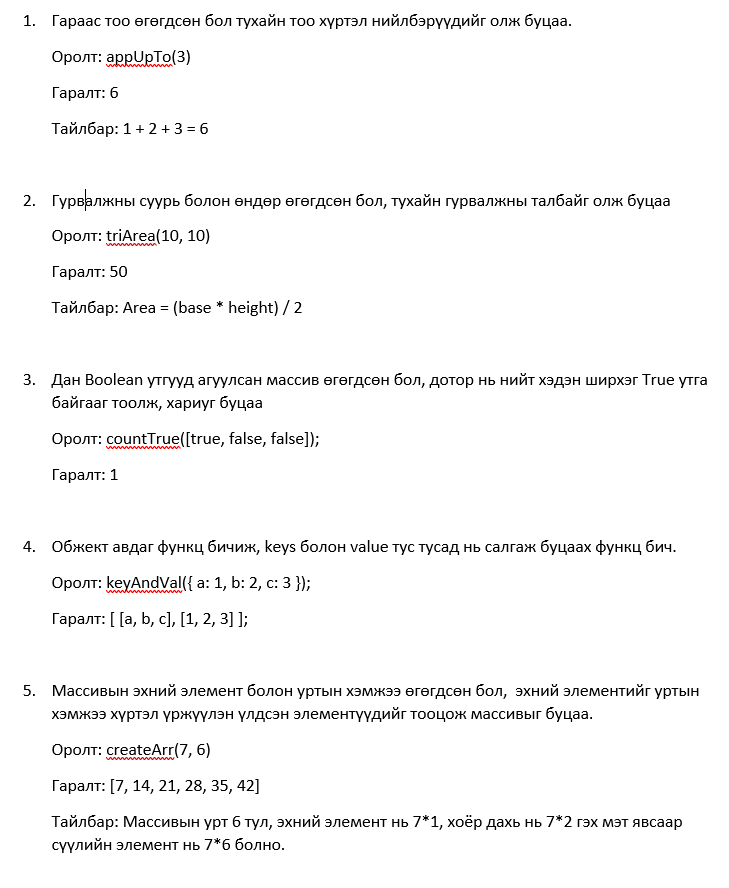 1. Гараас тоо өгөгдсөн бол тухайн тоо хүртэл нийлбэрүүдийг олж буцаа.
Оролт: appUpTo(3)
Гаралт: 6
Тайлбар: 1 + 2 + 3 = 6
2. Гурвалжны суурь болон өндөр өгөгдсөн бол, тухайн гурвалжны талбайг олж буцаа
Оролт: triArea(10, 10)
Гаралт: 50
Тайлбар: Area = (base * height) / 2
3. Дан Boolean утгууд агуулсан массив өгөгдсөн бол, дотор нь нийт хэдэн ширхэг True утга
байгааг тоолж, хариуг буцаа
Оролт: countTrue([true, false, false]);
Гаралт: 1
4. Обжект авдаг функц бичиж, keys болон value тус тусад нь салгаж буцаах функц бич.
Оролт: keyAndVal({ a: 1, b: 2, c: 3 });
Гаралт: [ [a, b, c], [1, 2, 3] ];
5. Массивын эхний элемент болон уртын хэмжээ өгөгдсөн бол, эхний элементийг уртын
хэмжээ хүртэл үржүүлэн үлдсэн элементүүдийг тооцож массивыг буцаа.
Оролт: createArr(7, 6)
Гаралт: [7, 14, 21, 28, 35, 42]
Тайлбар: Массивын урт 6 тул, эхний элемент нь 7*1, хоёр дахь нь 7*2 гэх мэт явсаар
сүүлийн элемент нь 7*6 болно.